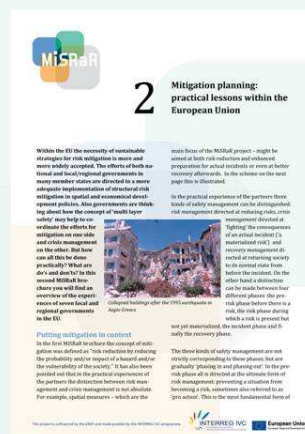 MiSRaR
2
Mitigation planning:
practical lessons within the
European Union
Within the EU the necessity of sustainable
strategies for risk mitigation is more and
more widely accepted. The efforts of both na-
tional and local/regional governments in
many member states are directed to a more
adequate implementation of structural risk
mitigation in spatial and economical devel-
opment policies. Also governments are think-
ing about how the concept of 'multi layer
safety' may help to co-
ordinate the efforts for
mitigation on one side
and crisis management
on the other. But how
can all this be done
practically? What are
do's and don'ts? In this
second MiSRaR bro-
chure you will find an
overview of the experi-
ences of seven local and
regional governments
in the EU.
Putting mitigation in context
In the first MiSRaR brochure the concept of miti-
gation was defined as "risk reduction by reducing
the probability and/or impact of a hazard and/or
the vulnerability of the society." It has also been
pointed out that in the practical experiences of
the partners the distinction between risk man-
agement and crisis management is not absolute.
For example, spatial measures – which are the
main focus of the MiSRaR project – might be
aimed at both risk reduction and enhanced
preparation for actual incidents or even at better
recovery afterwards. In the scheme on the next
page this is illustrated.
In the practical experience of the partners three
kinds of safety management can be distinguished:
risk management directed at reducing risks, crisis
management directed at
'fighting' the consequences
of an actual incident ('a
materialized risk') and
recovery management di-
rected at returning society
to its normal state from
before the incident. On the
other hand a distinction
can be made between four
different phases: the pre-
risk phase before there is a
risk, the risk phase during
which a risk is present but
not yet materialized, the incident phase and fi-
nally the recovery phase.
Collapsed buildings after the 1995 earthquake in
Aegio-Greece
The three kinds of safety management are not
strictly corresponding to these phases, but are
gradually 'phasing in and phasing out'. In the pre-
risk phase all is directed at the ultimate form of
risk management: preventing a situation from
becoming a risk, sometimes also referred to as
'pro action'. This is the most fundamental form of
This project is cofinanced by the ERDF and made possible by the INTERREG IVC programme
INTERREG IVC
European Union